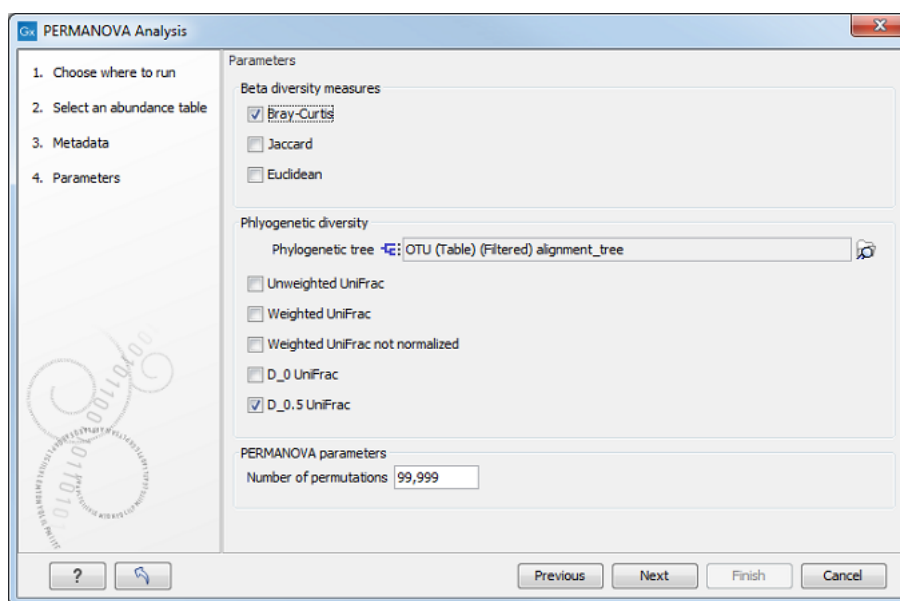 Gx PERMANOVA Analysis
1. Choose where to run
2. Select an abundance table
3. Metadata
4. Parameters
Parameters
Beta diversity measures
Bray-Curtis
Jaccard
Euclidean
Phlyogenetic diversity
Phylogenetic tree OTU (Table) (Filtered) alignment_tree
Unweighted UniFrac
Weighted UniFrac
Weighted UniFrac not normalized
D_0 UniFrac
D_0.5 UniFrac
PERMANOVA parameters
Number of permutations 99,999
? Previous Next Finish Cancel